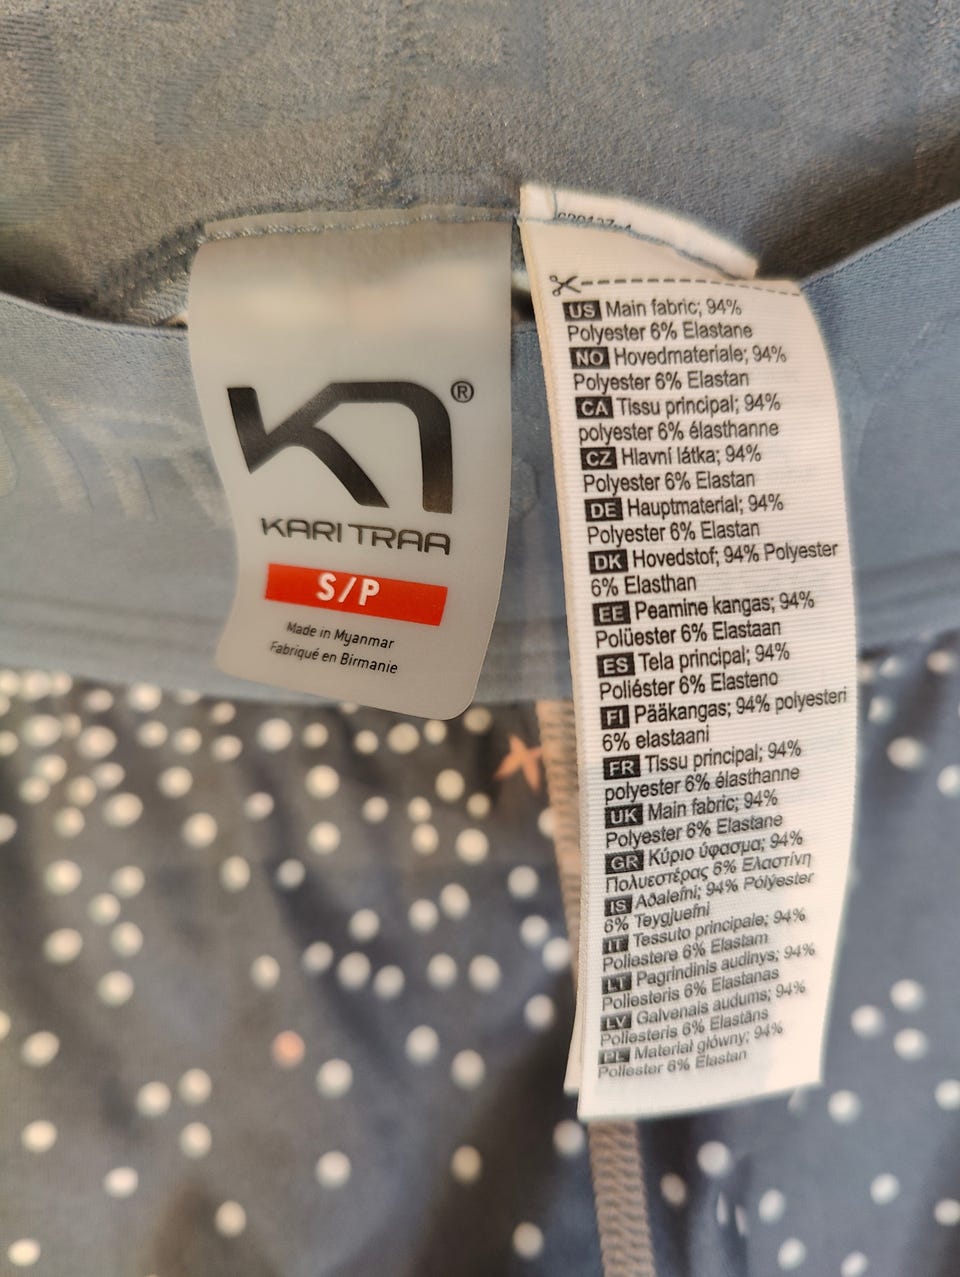 KARI TRAA
®
S/P
Made in Myanmar
Fabriqué en Birmanie
US Main fabric; 94%
Polyester 6% Elastane
NO Hovedmateriale; 94%
Polyester 6% Elastan
CA Tissu principal; 94%
polyester 6% élasthanne
CZ Hlavní látka; 94%
Polyester 6% Elastan
DE Hauptmaterial; 94%
Polyester 6% Elastan
DK Hovedstof; 94% Polyester
6% Elasthan
EE Peamine kangas; 94%
Polüester 6% Elastaan
ES Tela principal; 94%
Poliéster 6% Elasteno
FI Pääkangas; 94% polyesteri
6% elastaani
FR Tissu principal; 94%
polyester 6% élasthanne
UK Main fabric; 94%
Polyester 6% Elastane
GR Κύριο ύφασμα; 94%
Πολυεστέρας 6% Ελαστίνη
IS Aðalefni; 94% Pólýester
6% Teygjuefni
IT Tessuto principale; 94%
Poliestere 6% Elastam
LT Pagrindinis audinys; 94%
Poliesteris 6% Elastanas
LV Galvenais audums; 94%
Poliesteris 6% Elastāns
PL Materiał główny; 94%
Poliester 6% Elastan